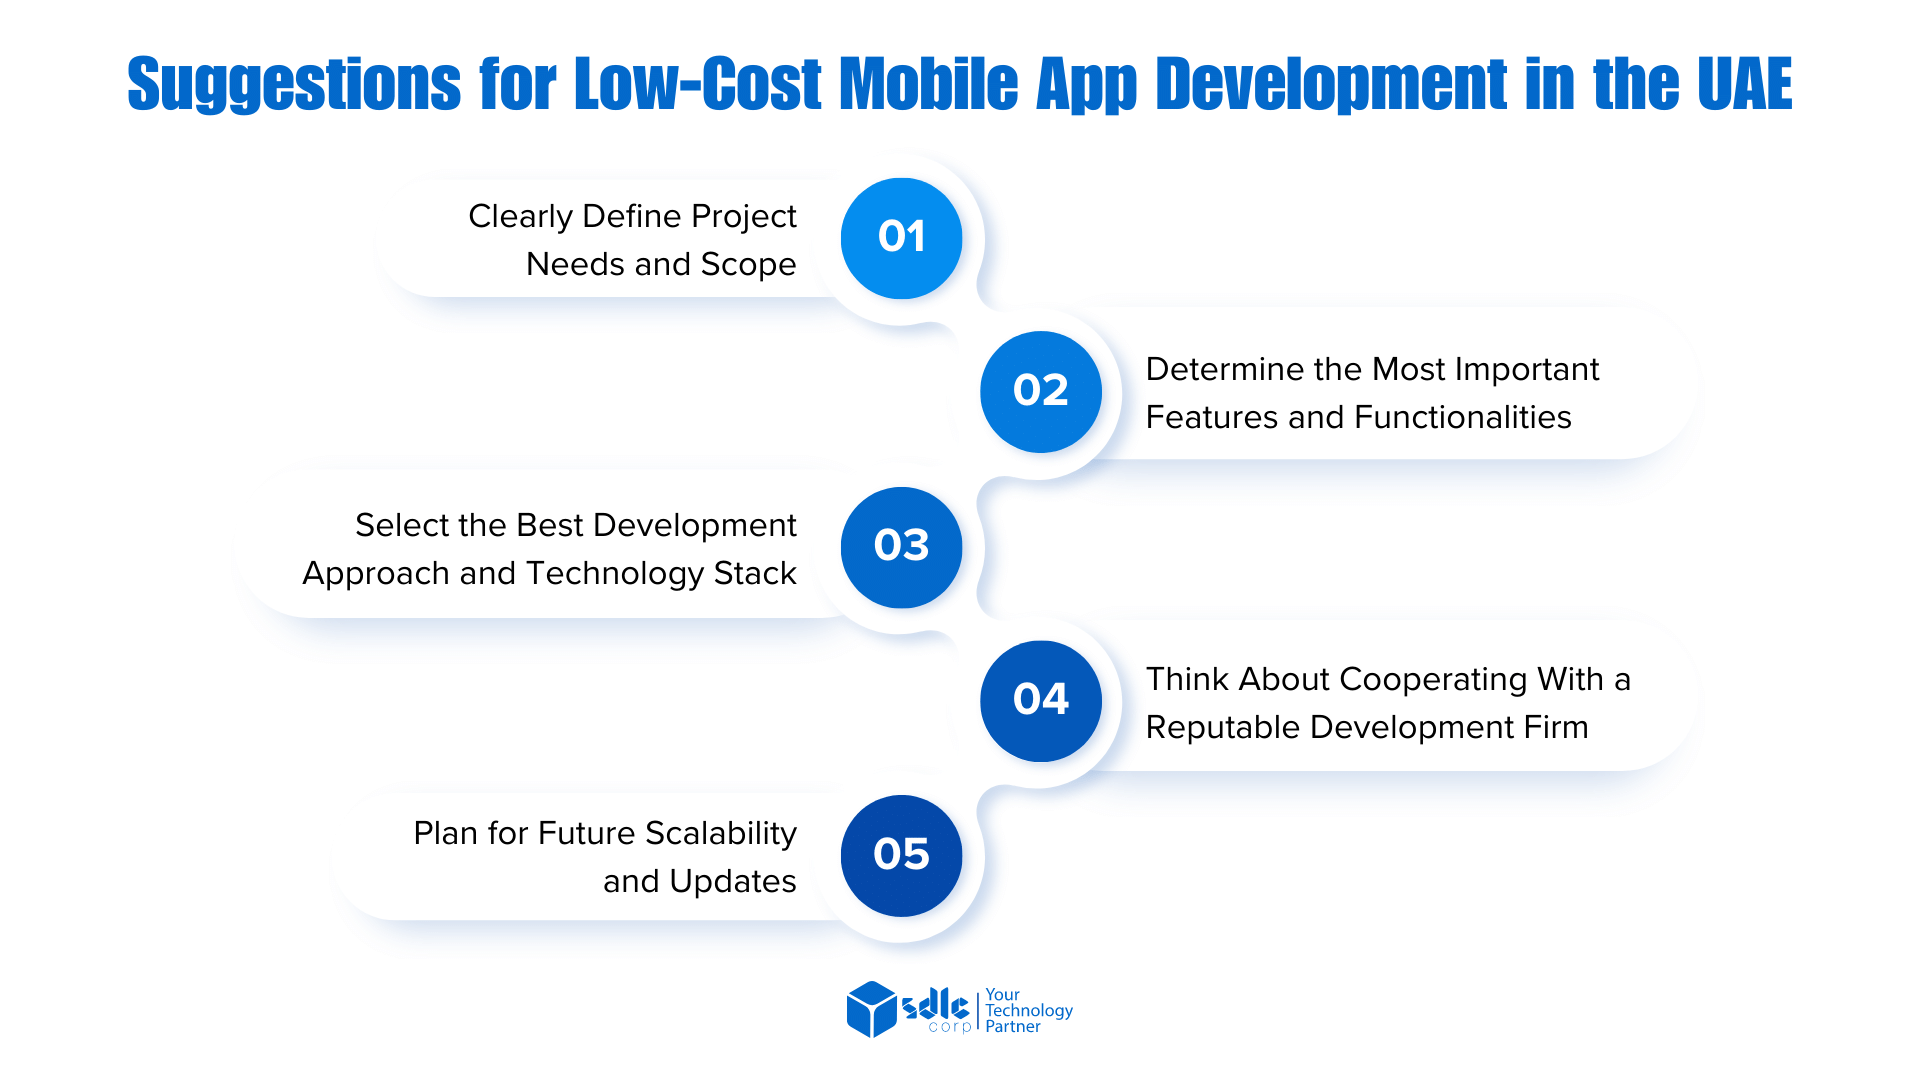 Suggestions for Low-Cost Mobile App Development in the UAE
01
Clearly Define Project
Needs and Scope
02
Determine the Most Important
Features and Functionalities
03
Select the Best Development
Approach and Technology Stack
04
Think About Cooperating With a
Reputable Development Firm
05
Plan for Future Scalability
and Updates
sdlc
corp
Your
Technology
Partner